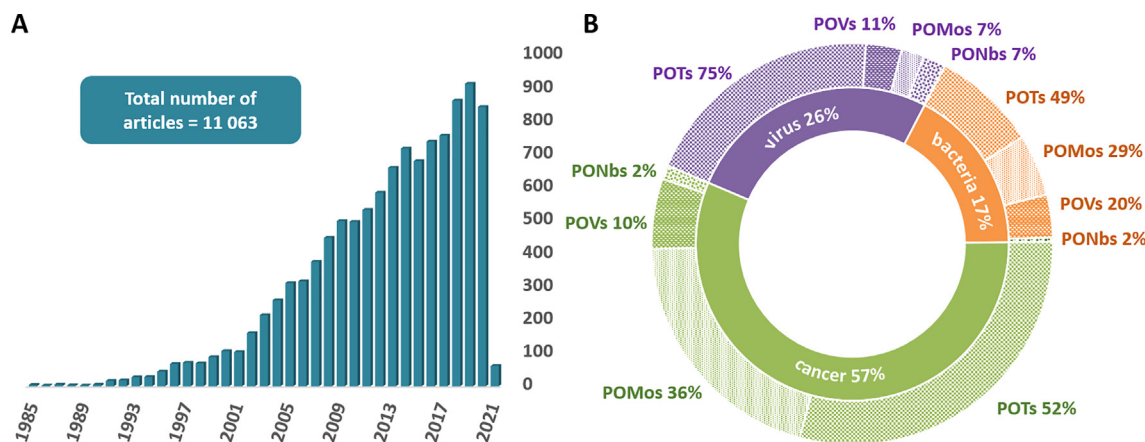 A
Total number of
articles = 11 063
1000
900
800
700
600
500
400
300
200
100
0
1985
1989
1993
1997
2001
2005
2009
2013
2017
2021
B
POVs 11%
POMos 7%
PONbs 7%
POTs 75%
POTs 49%
POMos 29%
POVs 20%
PONbs 2%
PONbs 2%
POVs 10%
POMos 36%
POTs 52%
virus 26%
bacteria 17%
cancer 57%